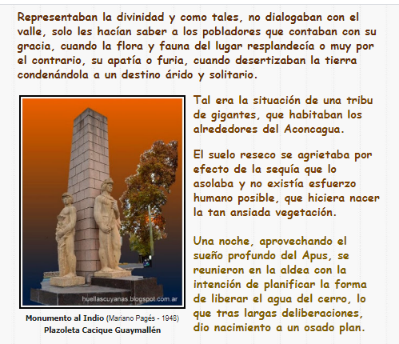 Representaban la divinidad y como tales, no dialogaban con el
valle, solo les hacían saber a los pobladores que contaban con su
gracia, cuando la flora y fauna del lugar resplandecía o muy por
el contrario, su apatía o furia, cuando desertizaban la tierra
condenándola a un destino árido y solitario.
Tal era la situación de una tribu
de gigantes, que habitaban los
alrededores del Aconcagua.
El suelo reseco se agrietaba por
efecto de la sequía que lo
asolaba y no existía esfuerzo
humano posible, que hiciera nacer
la tan ansiada vegetación.
Una noche, aprovechando el
sueño profundo del Apus, se
reunieron en la aldea con la
intención de planificar la forma
de liberar el agua del cerro, lo
que tras largas deliberaciones,
dio nacimiento a un osado plan.
huellascuyanas.blogspot.com.ar
Monumento al Indio (Mariano Pagés - 1948)
Plazoleta Cacique Guaymallén